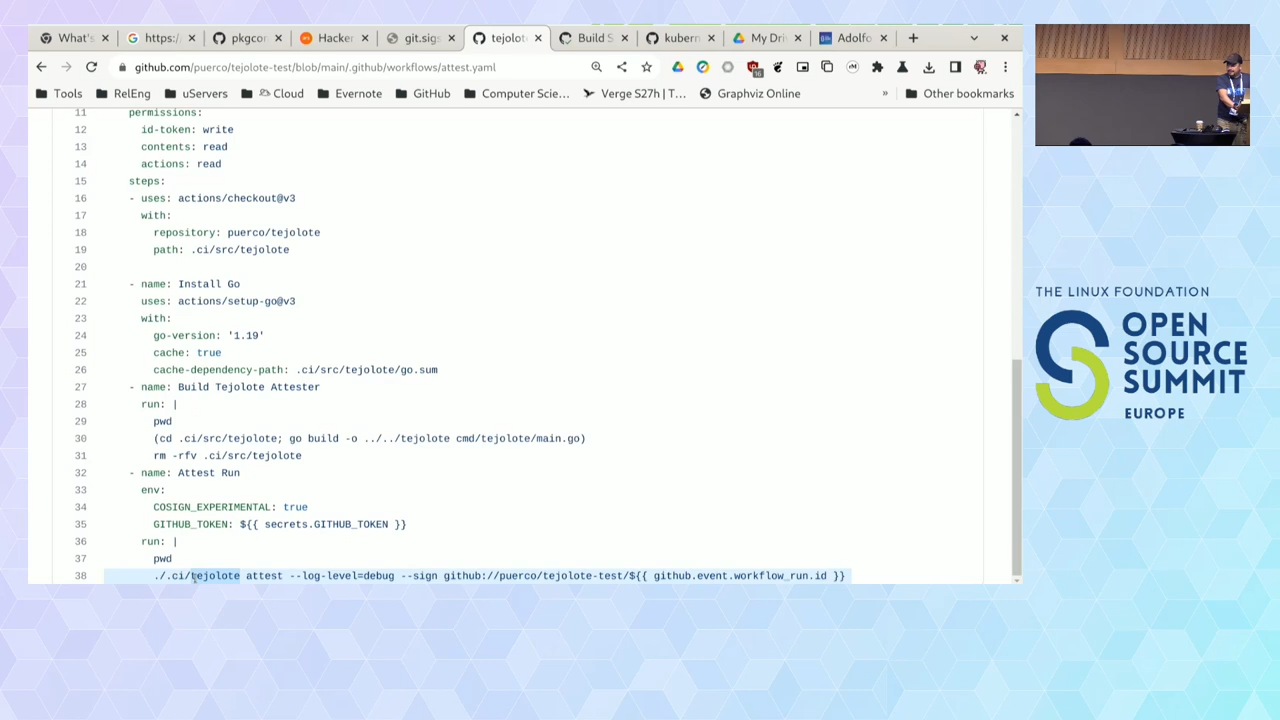 What's
https:/
pkgcor
Hacker
git.sigs
tejolot
Build S
kubern
My Dri
Adolfo
github.com/puerco/tejolote-test/blob/main/.github/workflows/attest.yaml
16
Tools
RelEng
uServers
Cloud
Evernote
GitHub
Computer Scie...
Verge S27h | T...
Graphviz Online
»
Other bookmarks
11 permissions:
12 id-token: write
13 contents: read
14 actions: read
15 steps:
16 - uses: actions/checkout@v3
17 with:
18 repository: puerco/tejolote
19 path: .ci/src/tejolote
20
21 - name: Install Go
22 uses: actions/setup-go@v3
23 with:
24 go-version: '1.19'
25 cache: true
26 cache-dependency-path: .ci/src/tejolote/go.sum
27 - name: Build Tejolote Attester
28 run: |
29 pwd
30 (cd .ci/src/tejolote; go build -o ../../tejolote cmd/tejolote/main.go)
31 rm -rfv .ci/src/tejolote
32 - name: Attest Run
33 env:
34 COSIGN_EXPERIMENTAL: true
35 GITHUB_TOKEN: ${{ secrets.GITHUB_TOKEN }}
36 run: |
37 pwd
38 ./.ci/tejolote attest --log-level=debug --sign github://puerco/tejolote-test/${{ github.event.workflow_run.id }}
THE LINUX FOUNDATION
OPEN
SOURCE
SUMMIT
EUROPE